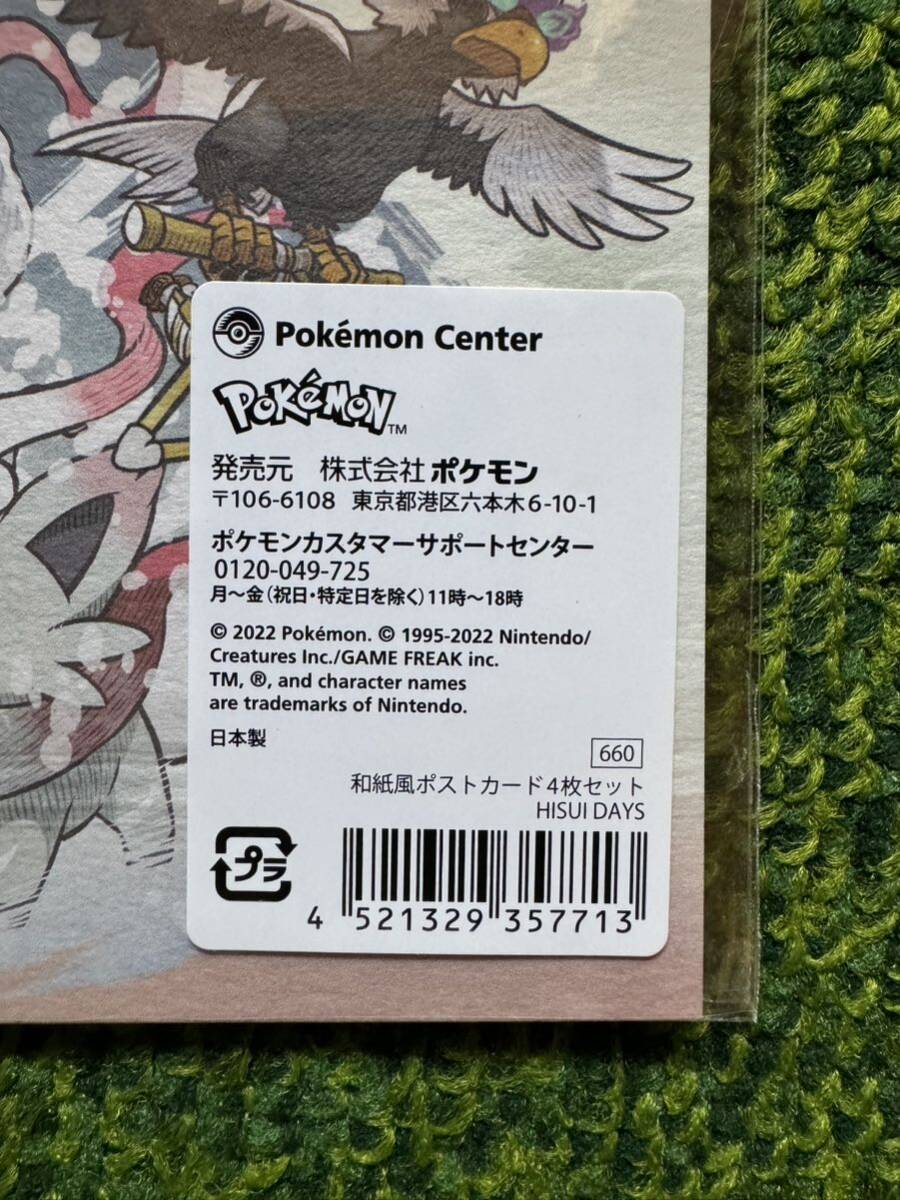 Pokémon Center
POKéMON™
発売元　株式会社ポケモン
〒106-6108 東京都港区六本木6-10-1
ポケモンカスタマーサポートセンター
0120-049-725
月〜金（祝日・特定日を除く）11時〜18時
© 2022 Pokémon. © 1995-2022 Nintendo/
Creatures Inc./GAME FREAK inc.
TM, ®, and character names
are trademarks of Nintendo.
日本製
660
和紙風ポストカード4枚セット
HISUI DAYS
プラ
4 521329 357713